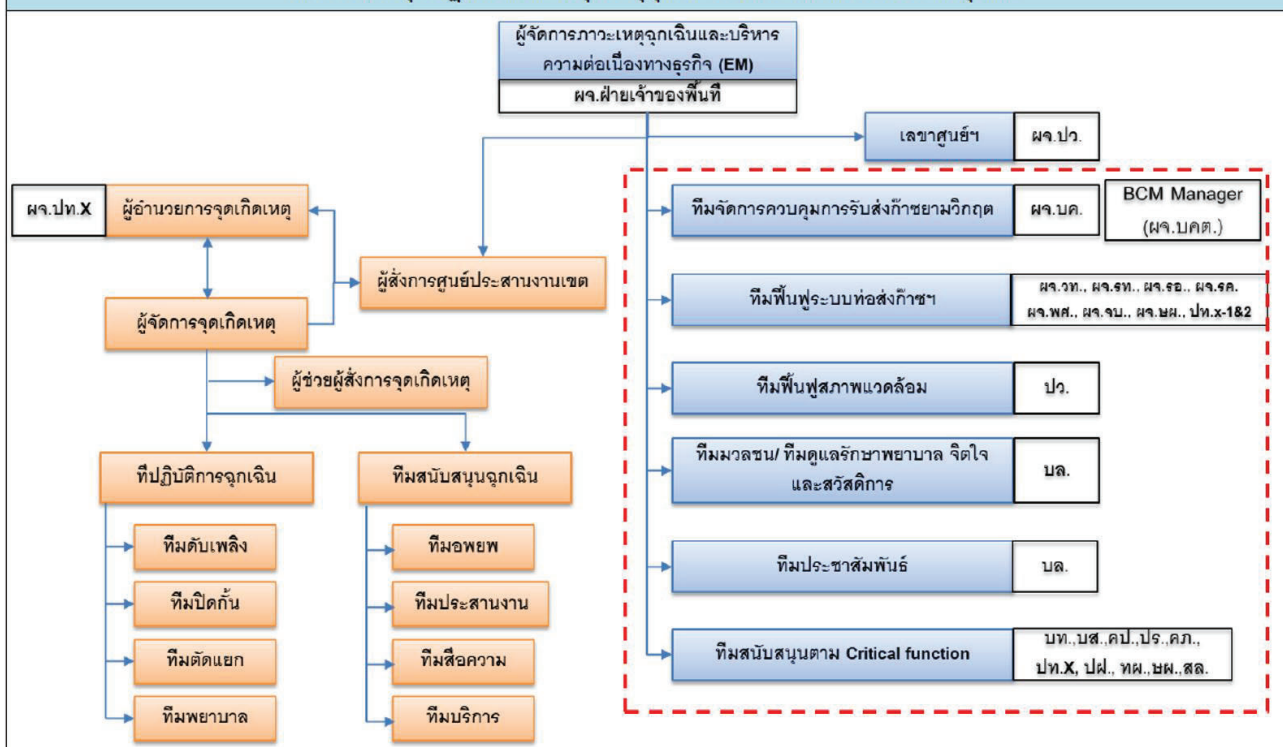 ผู้จัดการภาวะเหตุฉุกเฉินและบริหาร
ความต่อเนื่องทางธุรกิจ (EM)
ผจ.ฝ่ายเจ้าของพื้นที่
เลขาศูนย์ฯ
ผจ.ปว.
ผจ.ปท.X
ผู้อำนวยการจุดเกิดเหตุ
ผู้สั่งการศูนย์ประสานงานเขต
ผู้จัดการจุดเกิดเหตุ
ผู้ช่วยผู้สั่งการจุดเกิดเหตุ
ทีปฏิบัติการฉุกเฉิน
ทีมดับเพลิง
ทีมปิดกั้น
ทีมตัดแยก
ทีมพยาบาล
ทีมสนับสนุนฉุกเฉิน
ทีมอพยพ
ทีมประสานงาน
ทีมสื่อความ
ทีมบริการ
ทีมจัดการควบคุมการรับส่งก๊าซยามวิกฤต
ผจ.บค.
BCM Manager
(ผจ.บคต.)
ทีมฟื้นฟูระบบท่อส่งก๊าซฯ
ผจ.วท., ผจ.รท., ผจ.รอ., ผจ.รค.
ผจ.พศ., ผจ.จบ., ผจ.ษผ., ปท.x-1&2
ทีมฟื้นฟูสภาพแวดล้อม
ปว.
ทีมมวลชน/ ทีมดูแลรักษาพยาบาล จิตใจ
และสวัสดิการ
บล.
ทีมประชาสัมพันธ์
บล.
ทีมสนับสนุนตาม Critical function
บท.,บส.,คป.,ปร.,คภ.,
ปท.X, ปฝ., ทผ.,ษผ.,สล.